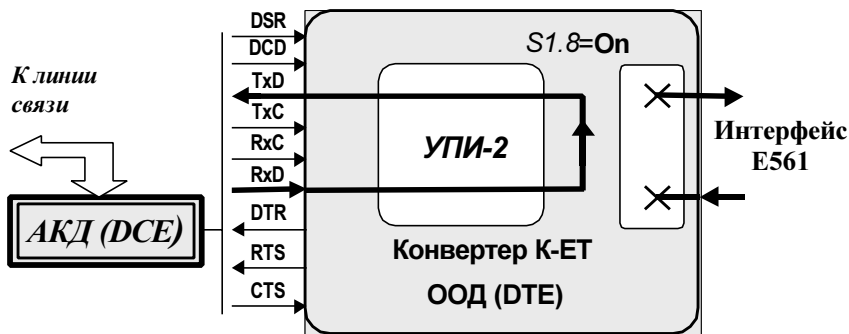 DSR
S1.8=On
DCD
К линии
связи
TxD
TxC
УПИ-2
Интерфейс
E561
RxC
RxD
АКД (DCE)
DTR
Конвертер К-ЕТ
RTS
ООД (DTE)
CTS